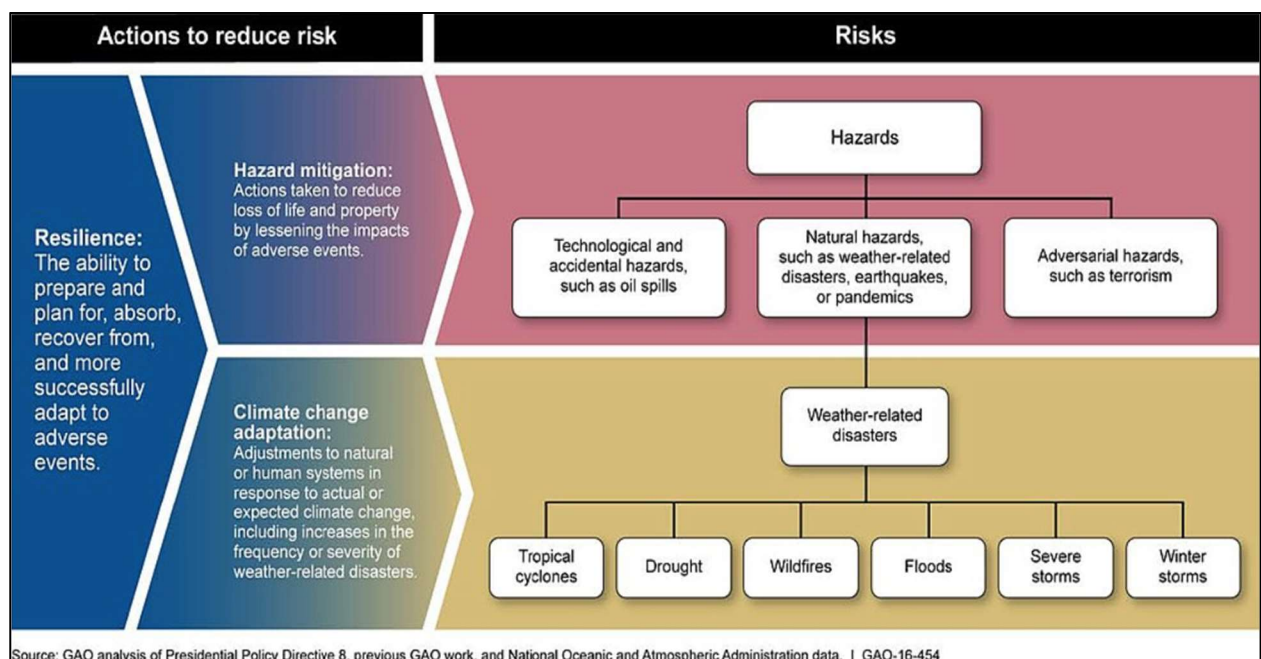 Actions to reduce risk
Risks
Resilience:
The ability to
prepare and
plan for, absorb,
recover from,
and more
successfully
adapt to
adverse
events.
Hazard mitigation:
Actions taken to reduce
loss of life and property
by lessening the impacts
of adverse events.
Climate change
adaptation:
Adjustments to natural
or human systems in
response to actual or
expected climate change,
including increases in the
frequency or severity of
weather-related disasters.
Hazards
Technological and
accidental hazards,
such as oil spills
Natural hazards,
such as weather-related
disasters, earthquakes,
or pandemics
Adversarial hazards,
such as terrorism
Weather-related
disasters
Tropical
cyclones
Drought
Wildfires
Floods
Severe
storms
Winter
storms
Source: GAO analysis of Presidential Policy Directive 8, previous GAO work, and National Oceanic and Atmospheric Administration data. | GAO-16-454